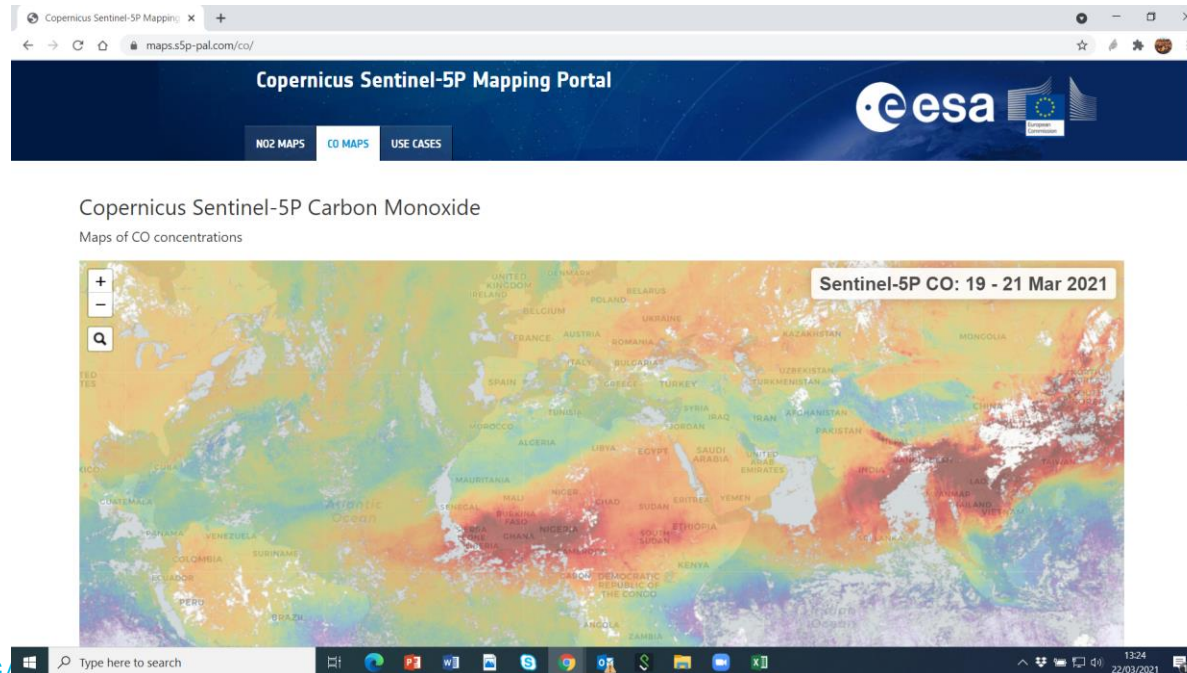 Copernicus Sentinel-5P Mapping
maps.s5p-pal.com/co/
Copernicus Sentinel-5P Mapping Portal
esa
European
Commission
NO2 MAPS CO MAPS USE CASES
Copernicus Sentinel-5P Carbon Monoxide
Maps of CO concentrations
+
−
Sentinel-5P CO: 19 - 21 Mar 2021
UNITED KINGDOM
DENMARK
IRELAND
BELARUS
POLAND
BELGIUM
UKRAINE
FRANCE
AUSTRIA
ROMANIA
KAZAKHSTAN
MONGOLIA
ITALY
BULGARIA
UZBEKISTAN
SPAIN
GREECE
TURKEY
TURKMENISTAN
TUNISIA
SYRIA
IRAQ
IRAN
AFGHANISTAN
CHINA
MOROCCO
JORDAN
PAKISTAN
ALGERIA
LIBYA
EGYPT
SAUDI ARABIA
UNITED ARAB EMIRATES
INDIA
CUBA
MAURITANIA
MALI
NIGER
CHAD
SUDAN
ERITREA
YEMEN
GUATEMALA
Atlantic
Ocean
SENEGAL
BURKINA FASO
NIGERIA
GHANA
ETHIOPIA
SOUTH SUDAN
VIETNAM
PANAMA
VENEZUELA
COLOMBIA
SURINAME
KENYA
GABON
DEMOCRATIC REPUBLIC OF THE CONGO
ECUADOR
PERU
BRAZIL
ANGOLA
ZAMBIA
Type here to search
13:24
22/03/2021